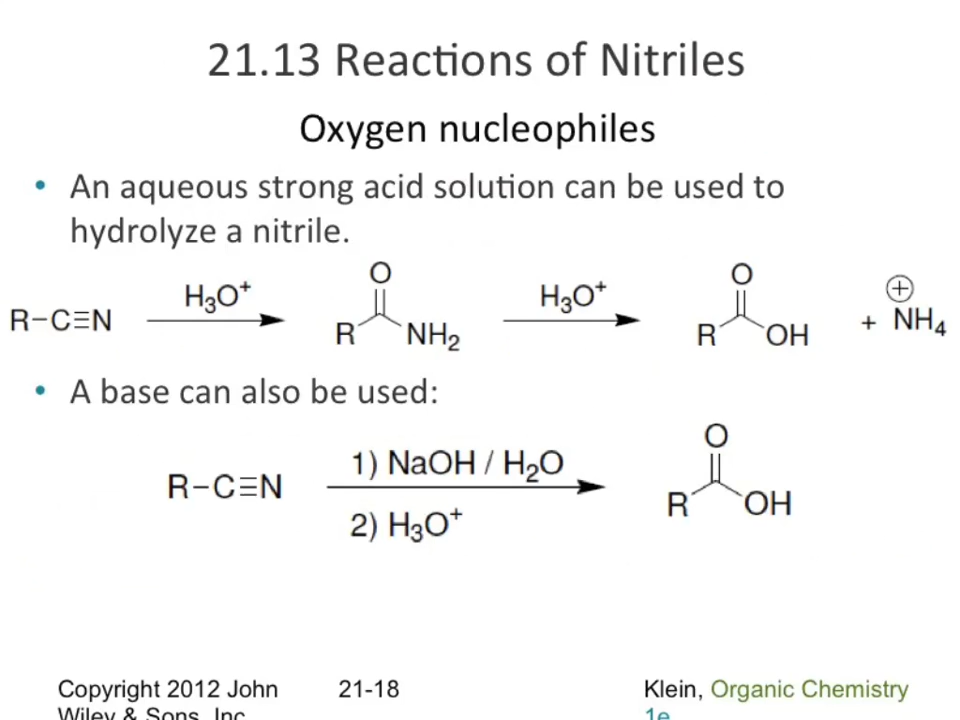 21.13 Reactions of Nitriles
Oxygen nucleophiles
• An aqueous strong acid solution can be used to
hydrolyze a nitrile.
R−C≡N H₃O⁺ O R NH₂ H₃O⁺ O R OH + ⊕ NH₄
• A base can also be used:
R−C≡N 1) NaOH / H₂O 2) H₃O⁺ O R OH
Copyright 2012 John 21-18 Klein, Organic Chemistry
Wiley & Sons, Inc 1e